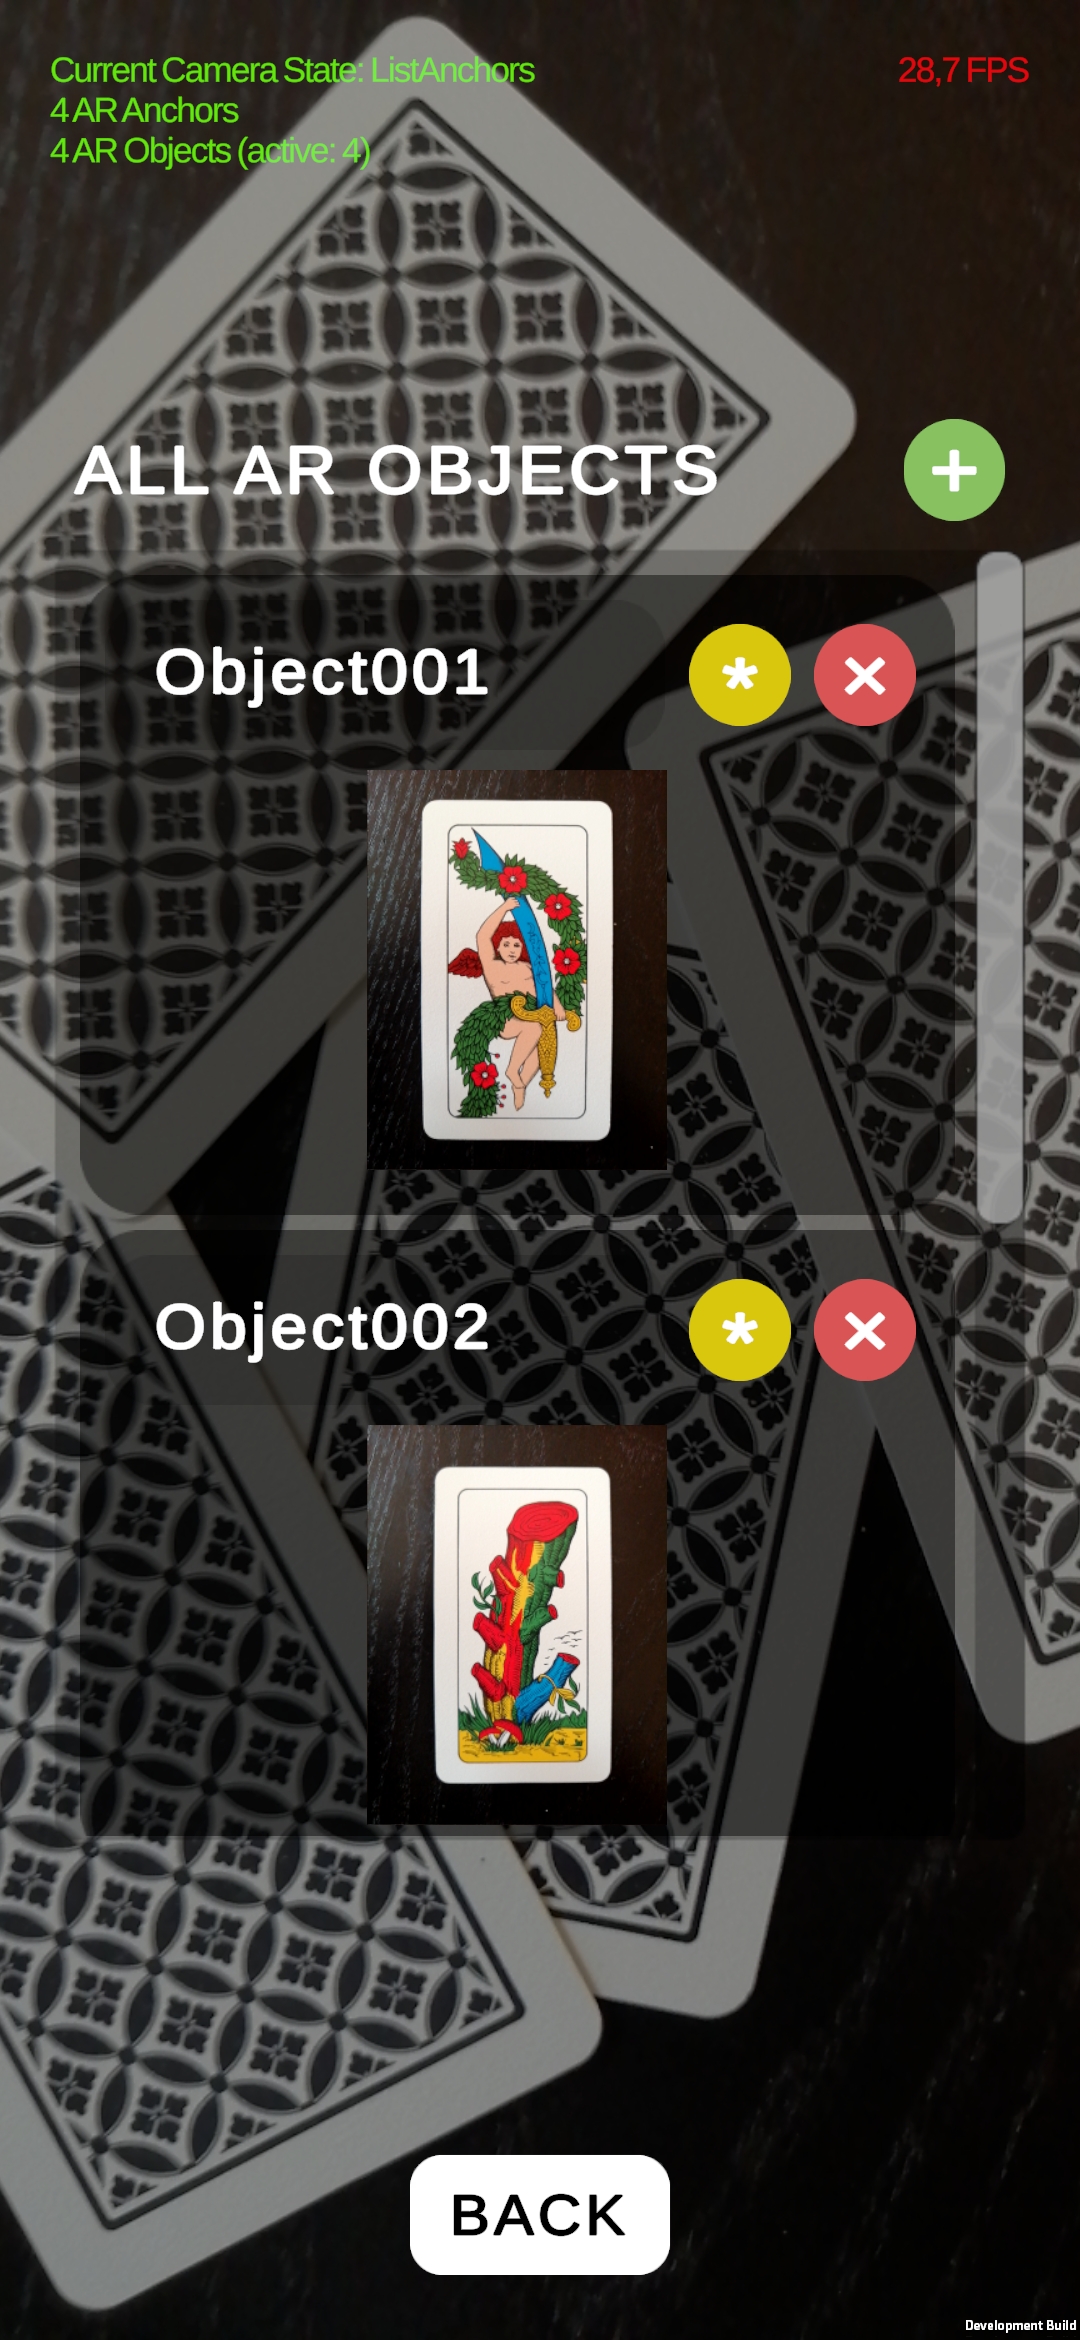 Current Camera State: ListAnchors
28,7 FPS
4 AR Anchors
4 AR Objects (active: 4)
ALL AR OBJECTS
+
Object001
*
×
Object002
*
×
BACK
Development Build